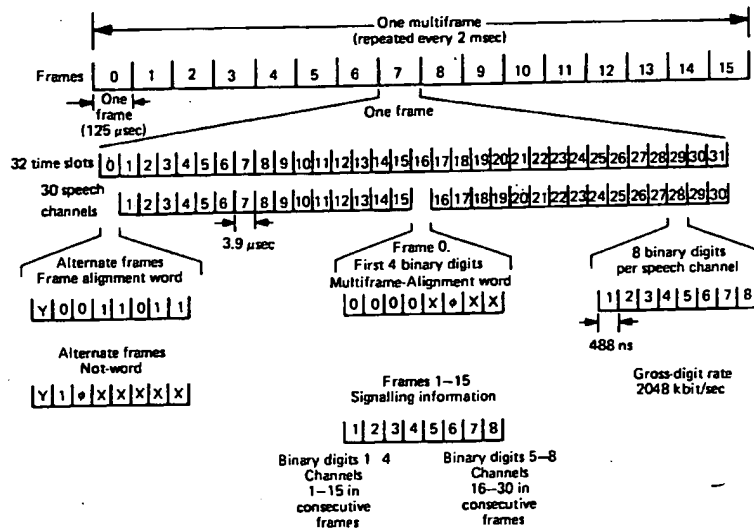 One multiframe
(repeated every 2 msec)
Frames 0 1 2 3 4 5 6 7 8 9 10 11 12 13 14 15
One
frame
(125 μsec)
One frame
32 time slots 0 1 2 3 4 5 6 7 8 9 10 11 12 13 14 15 16 17 18 19 20 21 22 23 24 25 26 27 28 29 30 31
30 speech
channels
1 2 3 4 5 6 7 8 9 10 11 12 13 14 15 16 17 18 19 20 21 22 23 24 25 26 27 28 29 30
3.9 μsec
Alternate frames
Frame alignment word
Y 0 0 1 1 0 1 1
Alternate frames
Not-word
Y 1 ø X X X X X
Frame 0.
First 4 binary digits
Multiframe-Alignment word
0 0 0 0 X ø X X
Frames 1–15
Signalling information
1 2 3 4 5 6 7 8
Binary digits 1 4
Channels
1–15 in
consecutive
frames
Binary digits 5–8
Channels
16–30 in
consecutive
frames
8 binary digits
per speech channel
1 2 3 4 5 6 7 8
488 ns
Gross-digit rate
2048 kbit/sec